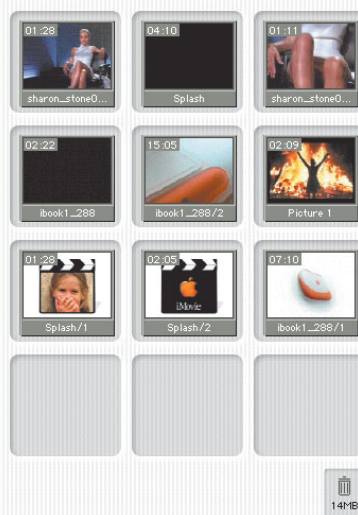 01:28
04:10
01:11
sharon_stone0...
Splash
sharon_stone0...
02:22
15:05
02:09
ibook1_288
ibook1_288/2
Picture 1
01:28
02:05
07:10
iMovie
Splash/1
Splash/2
ibook1_288/1
14MB